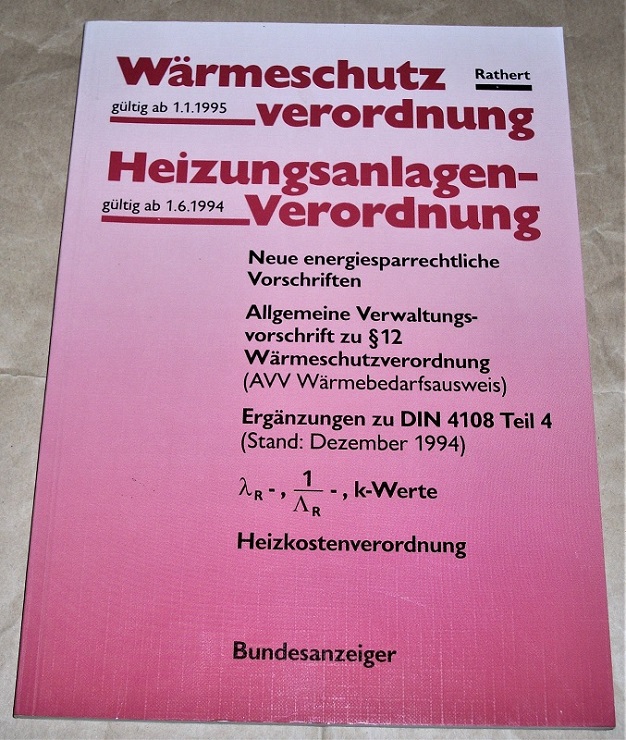 Wärmeschutz
Rathert
gültig ab 1.1.1995
verordnung
Heizungsanlagen-
gültig ab 1.6.1994
Verordnung
Neue energiesparrechtliche
Vorschriften
Allgemeine Verwaltungs-
vorschrift zu § 12
Wärmeschutzverordnung
(AVV Wärmebedarfsausweis)
Ergänzungen zu DIN 4108 Teil 4
(Stand: Dezember 1994)
λR - , 1/ΛR - , k-Werte
Heizkostenverordnung
Bundesanzeiger